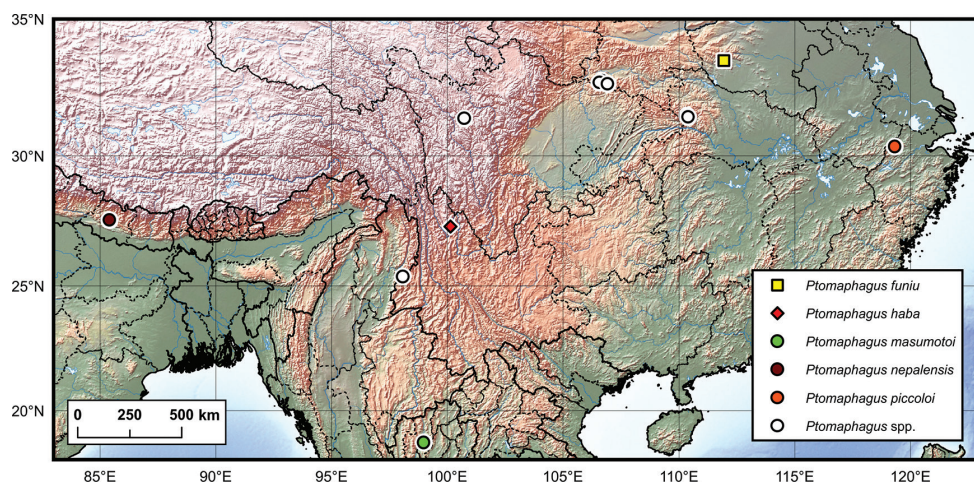 35°N
30°N
25°N
20°N
0 250 500 km
Ptomaphagus funiu
Ptomaphagus haba
Ptomaphagus masumotoi
Ptomaphagus nepalensis
Ptomaphagus piccoloi
Ptomaphagus spp.
85°E 90°E 95°E 100°E 105°E 110°E 115°E 120°E